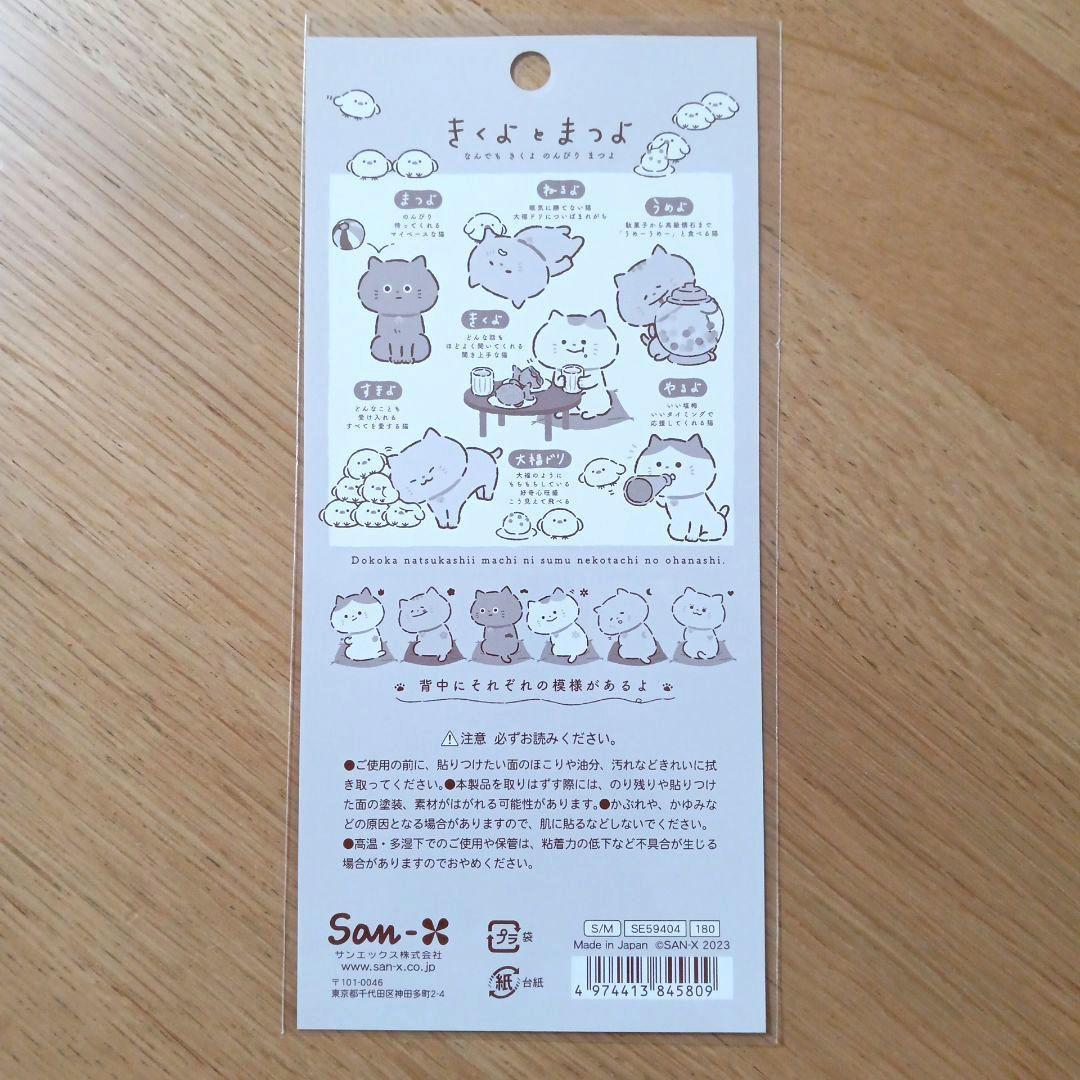 きくよとまつよ
なんでも きくよ のんびり まつよ
まつよ
のんびり
待ってくれる
マイペースな猫
ねるよ
眠気に勝てない猫
大福ドリについばまれがち
うめよ
駄菓子から高級懐石まで
「うめーうめー」と食べる猫
きくよ
どんな話も
ほどよく聞いてくれる
聞き上手な猫
すきよ
どんなことも
受け入れる
すべてを愛する猫
やるよ
いい塩梅
いいタイミングで
応援してくれる猫
大福ドリ
大福のように
もちもちしている
好奇心旺盛
こう見えて飛べる
Dokoka natsukashii machi ni sumu nekotachi no ohanashi.
背中にそれぞれの模様があるよ
注意 必ずお読みください。
●ご使用の前に、貼りつけたい面のほこりや油分、汚れなどきれいに拭
き取ってください。●本製品を取りはずす際には、のり残りや貼りつけ
た面の塗装、素材がはがれる可能性があります。●かぶれや、かゆみな
どの原因となる場合がありますので、肌に貼るなどしないでください。
●高温・多湿下でのご使用や保管は、粘着力の低下など不具合が生じる
場合がありますのでおやめください。
San-X
サンエックス株式会社
www.san-x.co.jp
〒101-0046
東京都千代田区神田多町2-4
プラ 袋
紙 台紙
S/M SE59404 180
Made in Japan ©SAN-X 2023
4 974413 845809